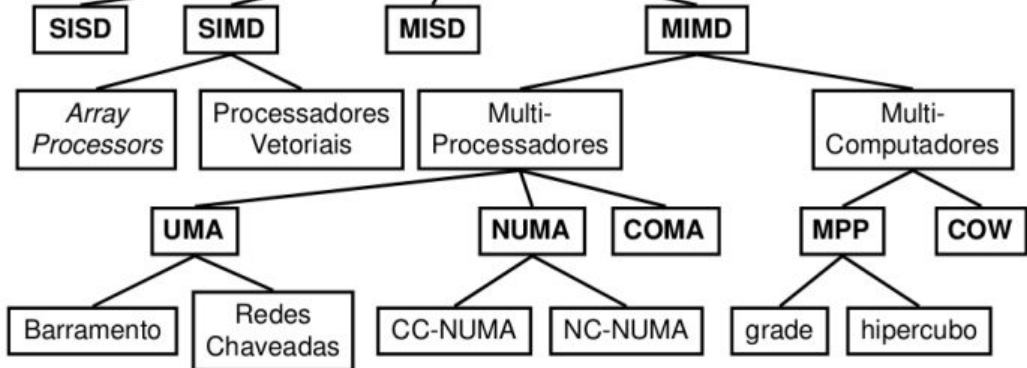 SISD
SIMD
MISD
MIMD
Array
Processors
Processadores
Vetoriais
Multi-
Processadores
Multi-
Computadores
UMA
NUMA
COMA
MPP
COW
Barramento
Redes
Chaveadas
CC-NUMA
NC-NUMA
grade
hipercubo